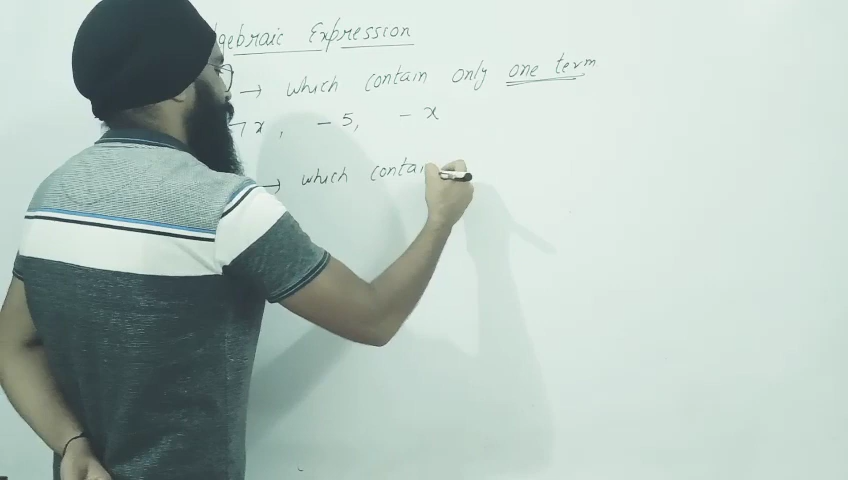 gebraic Expression
→ which contain only one term
7x, - 5, - x
→ which contai